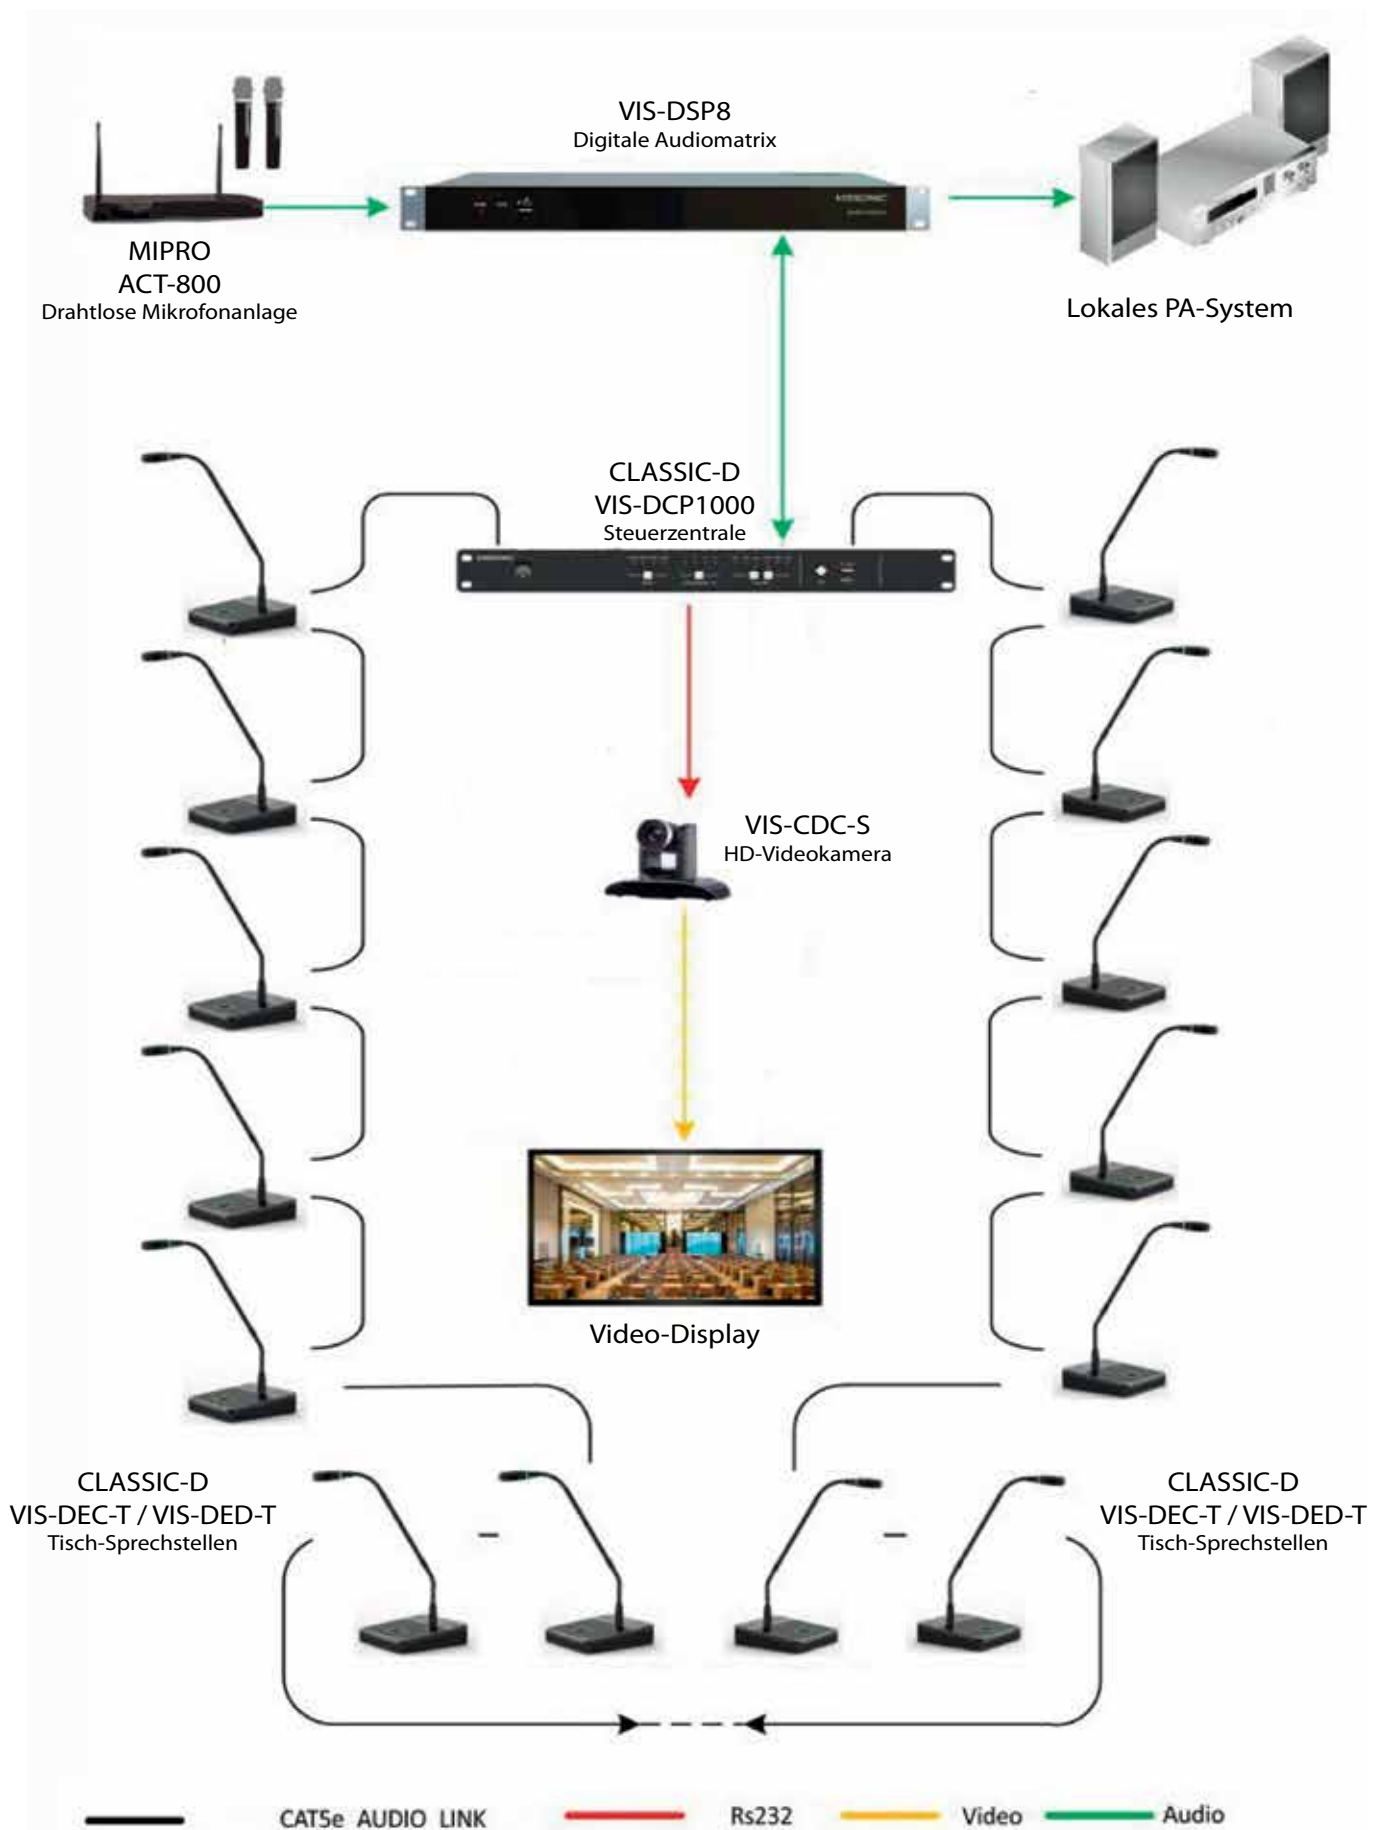 VIS-DSP8
Digitale Audiomatrix
MIPRO
ACT-800
Drahtlose Mikrofonanlage
Lokales PA-System
CLASSIC-D
VIS-DCP1000
Steuerzentrale
VIS-CDC-S
HD-Videokamera
Video-Display
CLASSIC-D
VIS-DEC-T / VIS-DED-T
Tisch-Sprechstellen
CLASSIC-D
VIS-DEC-T / VIS-DED-T
Tisch-Sprechstellen
CAT5e AUDIO LINK
Rs232
Video
Audio